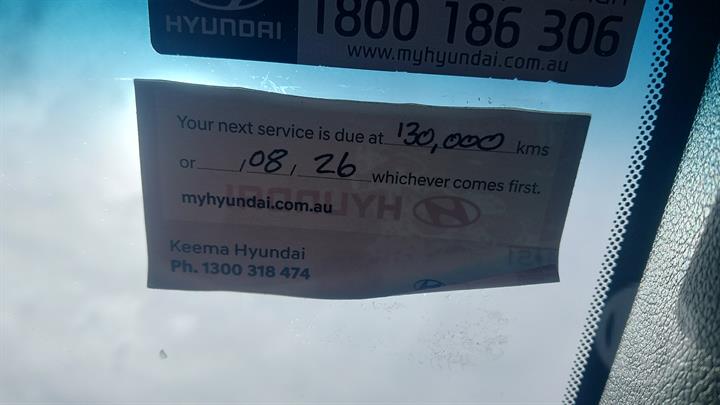 HYUNDAI
1800 186 306
www.myhyundai.com.au
Your next service is due at 130,000 kms
or , 08, 26 whichever comes first.
myhyundai.com.au
HYUNDAI
Keema Hyundai
Ph. 1300 318 474